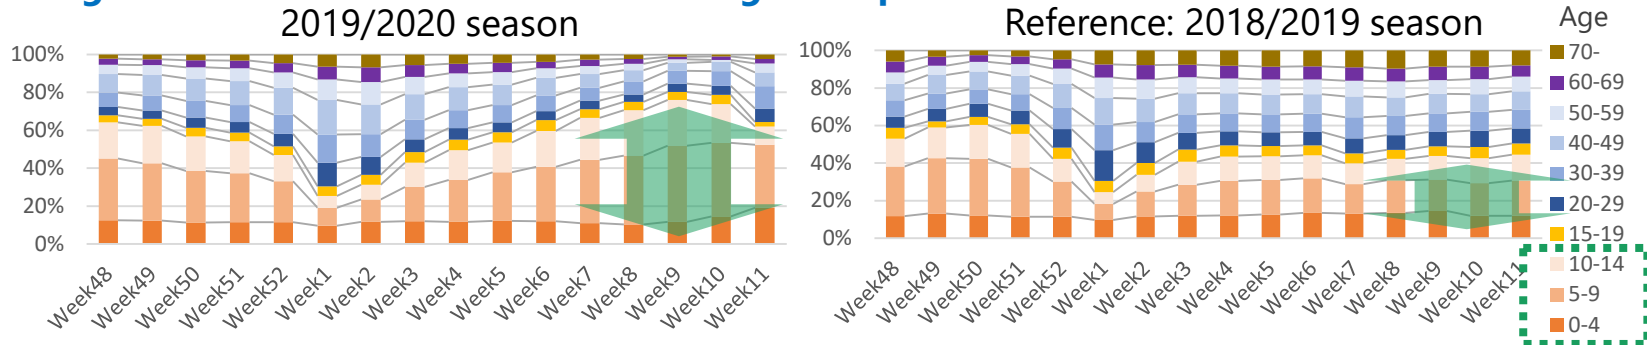 2019/2020 season
Reference: 2018/2019 season
Age
100%
80%
60%
40%
20%
0%
Week48
Week49
Week50
Week51
Week52
Week1
Week2
Week3
Week4
Week5
Week6
Week7
Week8
Week9
Week10
Week11
100%
80%
60%
40%
20%
0%
Week48
Week49
Week50
Week51
Week52
Week1
Week2
Week3
Week4
Week5
Week6
Week7
Week8
Week9
Week10
Week11
70-
60-69
50-59
40-49
30-39
20-29
15-19
10-14
5-9
0-4